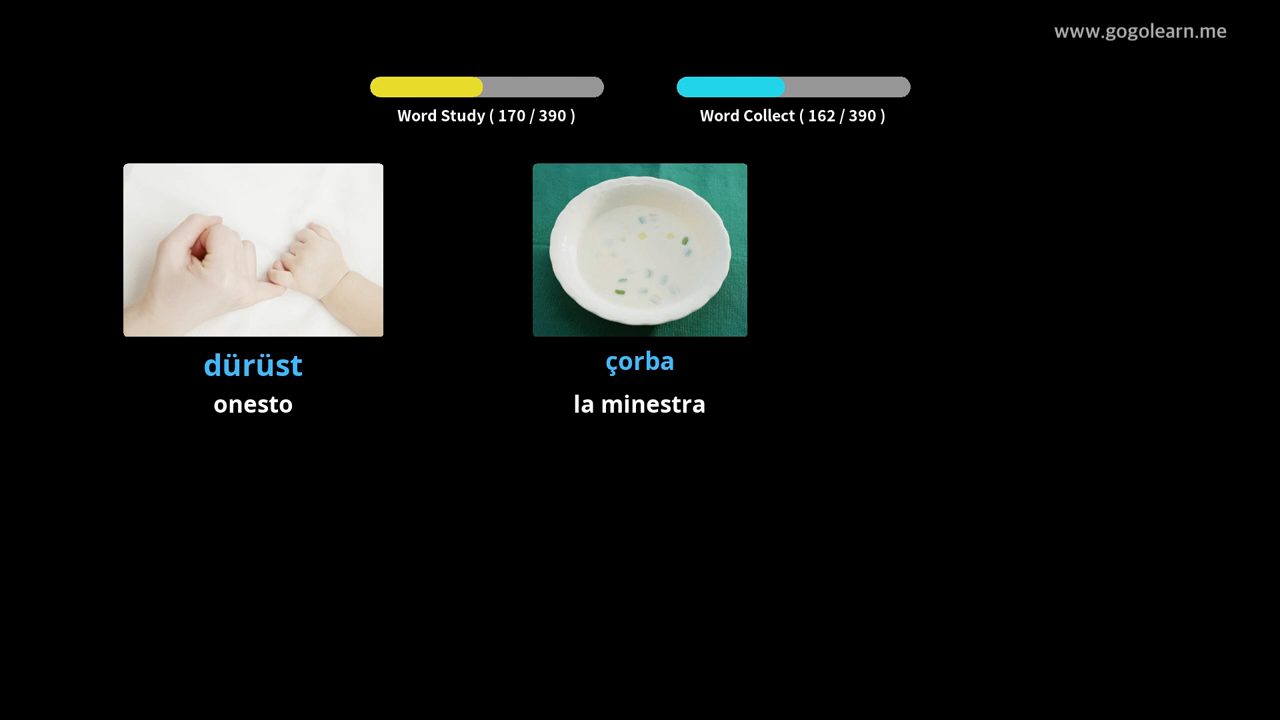 www.gogolearn.me
Word Study ( 170 / 390 )
Word Collect ( 162 / 390 )
dürüst
onesto
çorba
la minestra